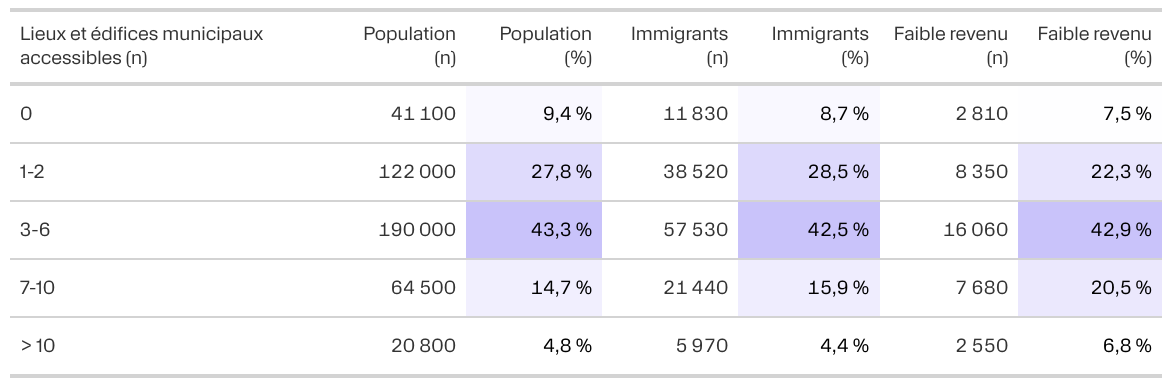 Lieux et édifices municipaux accessibles (n) Population (n) Population (%) Immigrants (n) Immigrants (%) Faible revenu (n) Faible revenu (%)
0 41 100 9,4 % 11 830 8,7 % 2 810 7,5 %
1-2 122 000 27,8 % 38 520 28,5 % 8 350 22,3 %
3-6 190 000 43,3 % 57 530 42,5 % 16 060 42,9 %
7-10 64 500 14,7 % 21 440 15,9 % 7 680 20,5 %
> 10 20 800 4,8 % 5 970 4,4 % 2 550 6,8 %